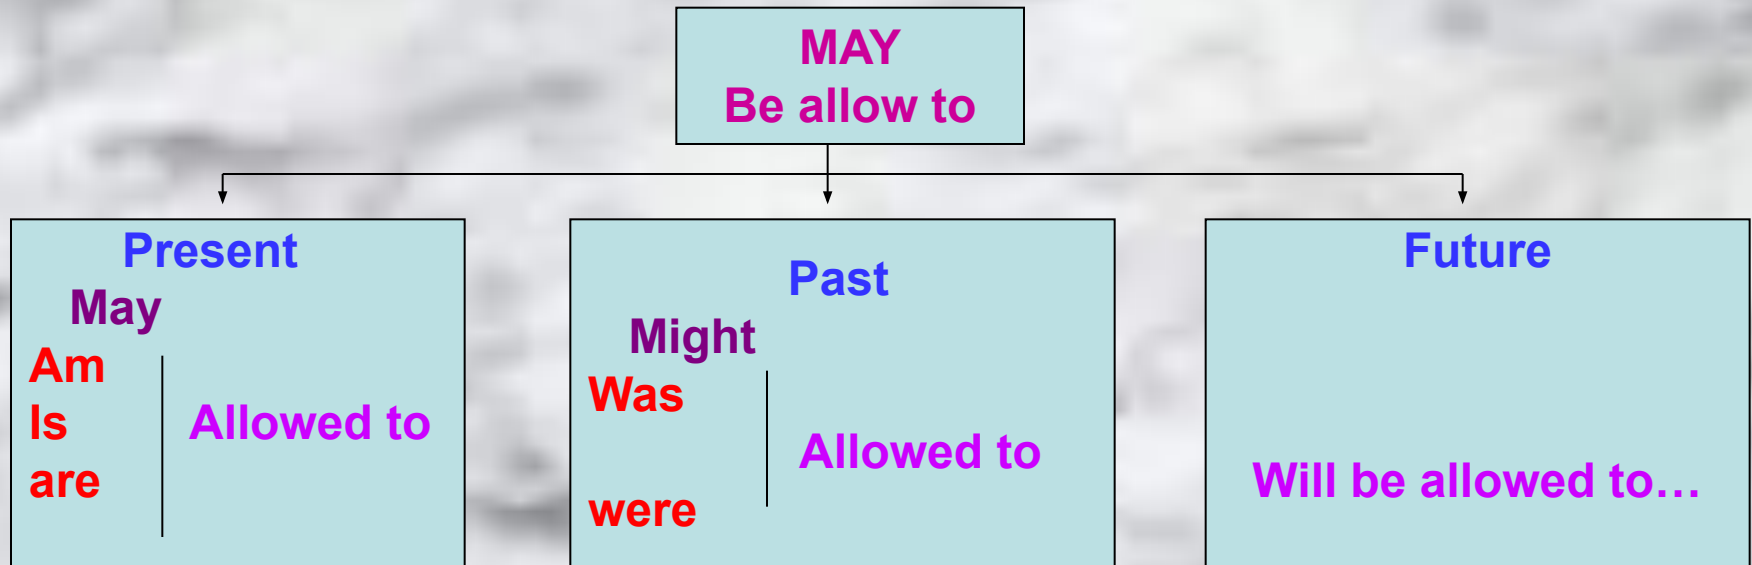 MAY
Be allow to
Present
May
Am
Is
are
Allowed to
Past
Might
Was
were
Allowed to
Future
Will be allowed to…